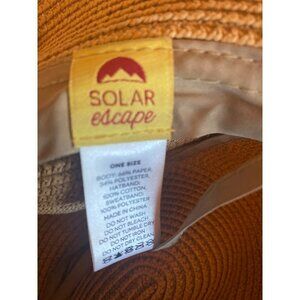 SOLAR
escape
ONE SIZE
BODY: 66% PAPER,
34% POLYESTER,
HATBAND:
100% COTTON,
SWEATBAND:
100% POLYESTER
MADE IN CHINA
DO NOT WASH
DO NOT BLEACH
DO NOT TUMBLE DRY
DO NOT IRON
DO NOT DRY CLEAN